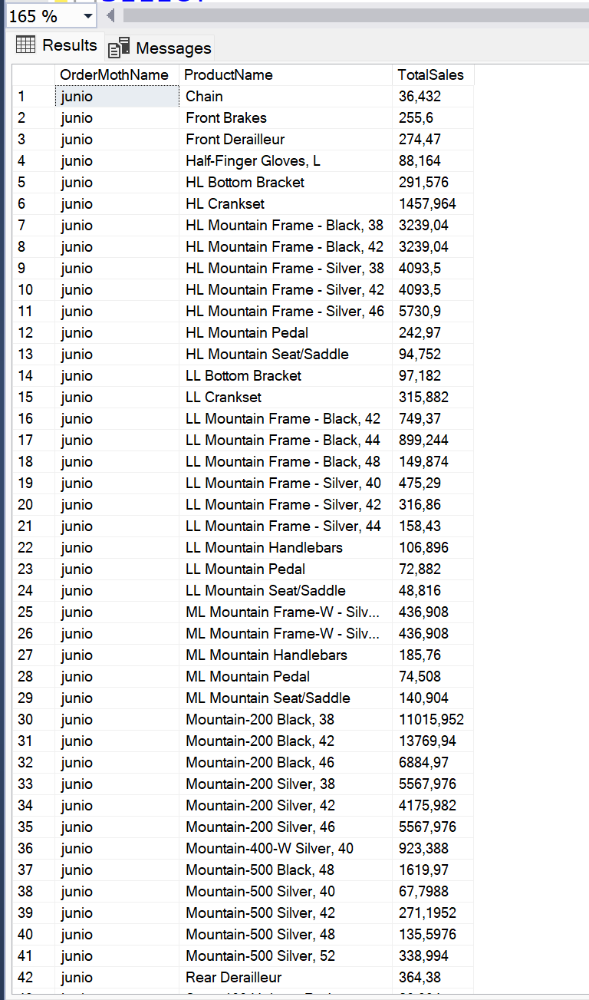 165 %
Results Messages
OrderMothName ProductName TotalSales
1 junio Chain 36,432
2 junio Front Brakes 255,6
3 junio Front Derailleur 274,47
4 junio Half-Finger Gloves, L 88,164
5 junio HL Bottom Bracket 291,576
6 junio HL Crankset 1457,964
7 junio HL Mountain Frame - Black, 38 3239,04
8 junio HL Mountain Frame - Black, 42 3239,04
9 junio HL Mountain Frame - Silver, 38 4093,5
10 junio HL Mountain Frame - Silver, 42 4093,5
11 junio HL Mountain Frame - Silver, 46 5730,9
12 junio HL Mountain Pedal 242,97
13 junio HL Mountain Seat/Saddle 94,752
14 junio LL Bottom Bracket 97,182
15 junio LL Crankset 315,882
16 junio LL Mountain Frame - Black, 42 749,37
17 junio LL Mountain Frame - Black, 44 899,244
18 junio LL Mountain Frame - Black, 48 149,874
19 junio LL Mountain Frame - Silver, 40 475,29
20 junio LL Mountain Frame - Silver, 42 316,86
21 junio LL Mountain Frame - Silver, 44 158,43
22 junio LL Mountain Handlebars 106,896
23 junio LL Mountain Pedal 72,882
24 junio LL Mountain Seat/Saddle 48,816
25 junio ML Mountain Frame-W - Silv... 436,908
26 junio ML Mountain Frame-W - Silv... 436,908
27 junio ML Mountain Handlebars 185,76
28 junio ML Mountain Pedal 74,508
29 junio ML Mountain Seat/Saddle 140,904
30 junio Mountain-200 Black, 38 11015,952
31 junio Mountain-200 Black, 42 13769,94
32 junio Mountain-200 Black, 46 6884,97
33 junio Mountain-200 Silver, 38 5567,976
34 junio Mountain-200 Silver, 42 4175,982
35 junio Mountain-200 Silver, 46 5567,976
36 junio Mountain-400-W Silver, 40 923,388
37 junio Mountain-500 Black, 48 1619,97
38 junio Mountain-500 Silver, 40 67,7988
39 junio Mountain-500 Silver, 42 271,1952
40 junio Mountain-500 Silver, 48 135,5976
41 junio Mountain-500 Silver, 52 338,994
42 junio Rear Derailleur 364,38